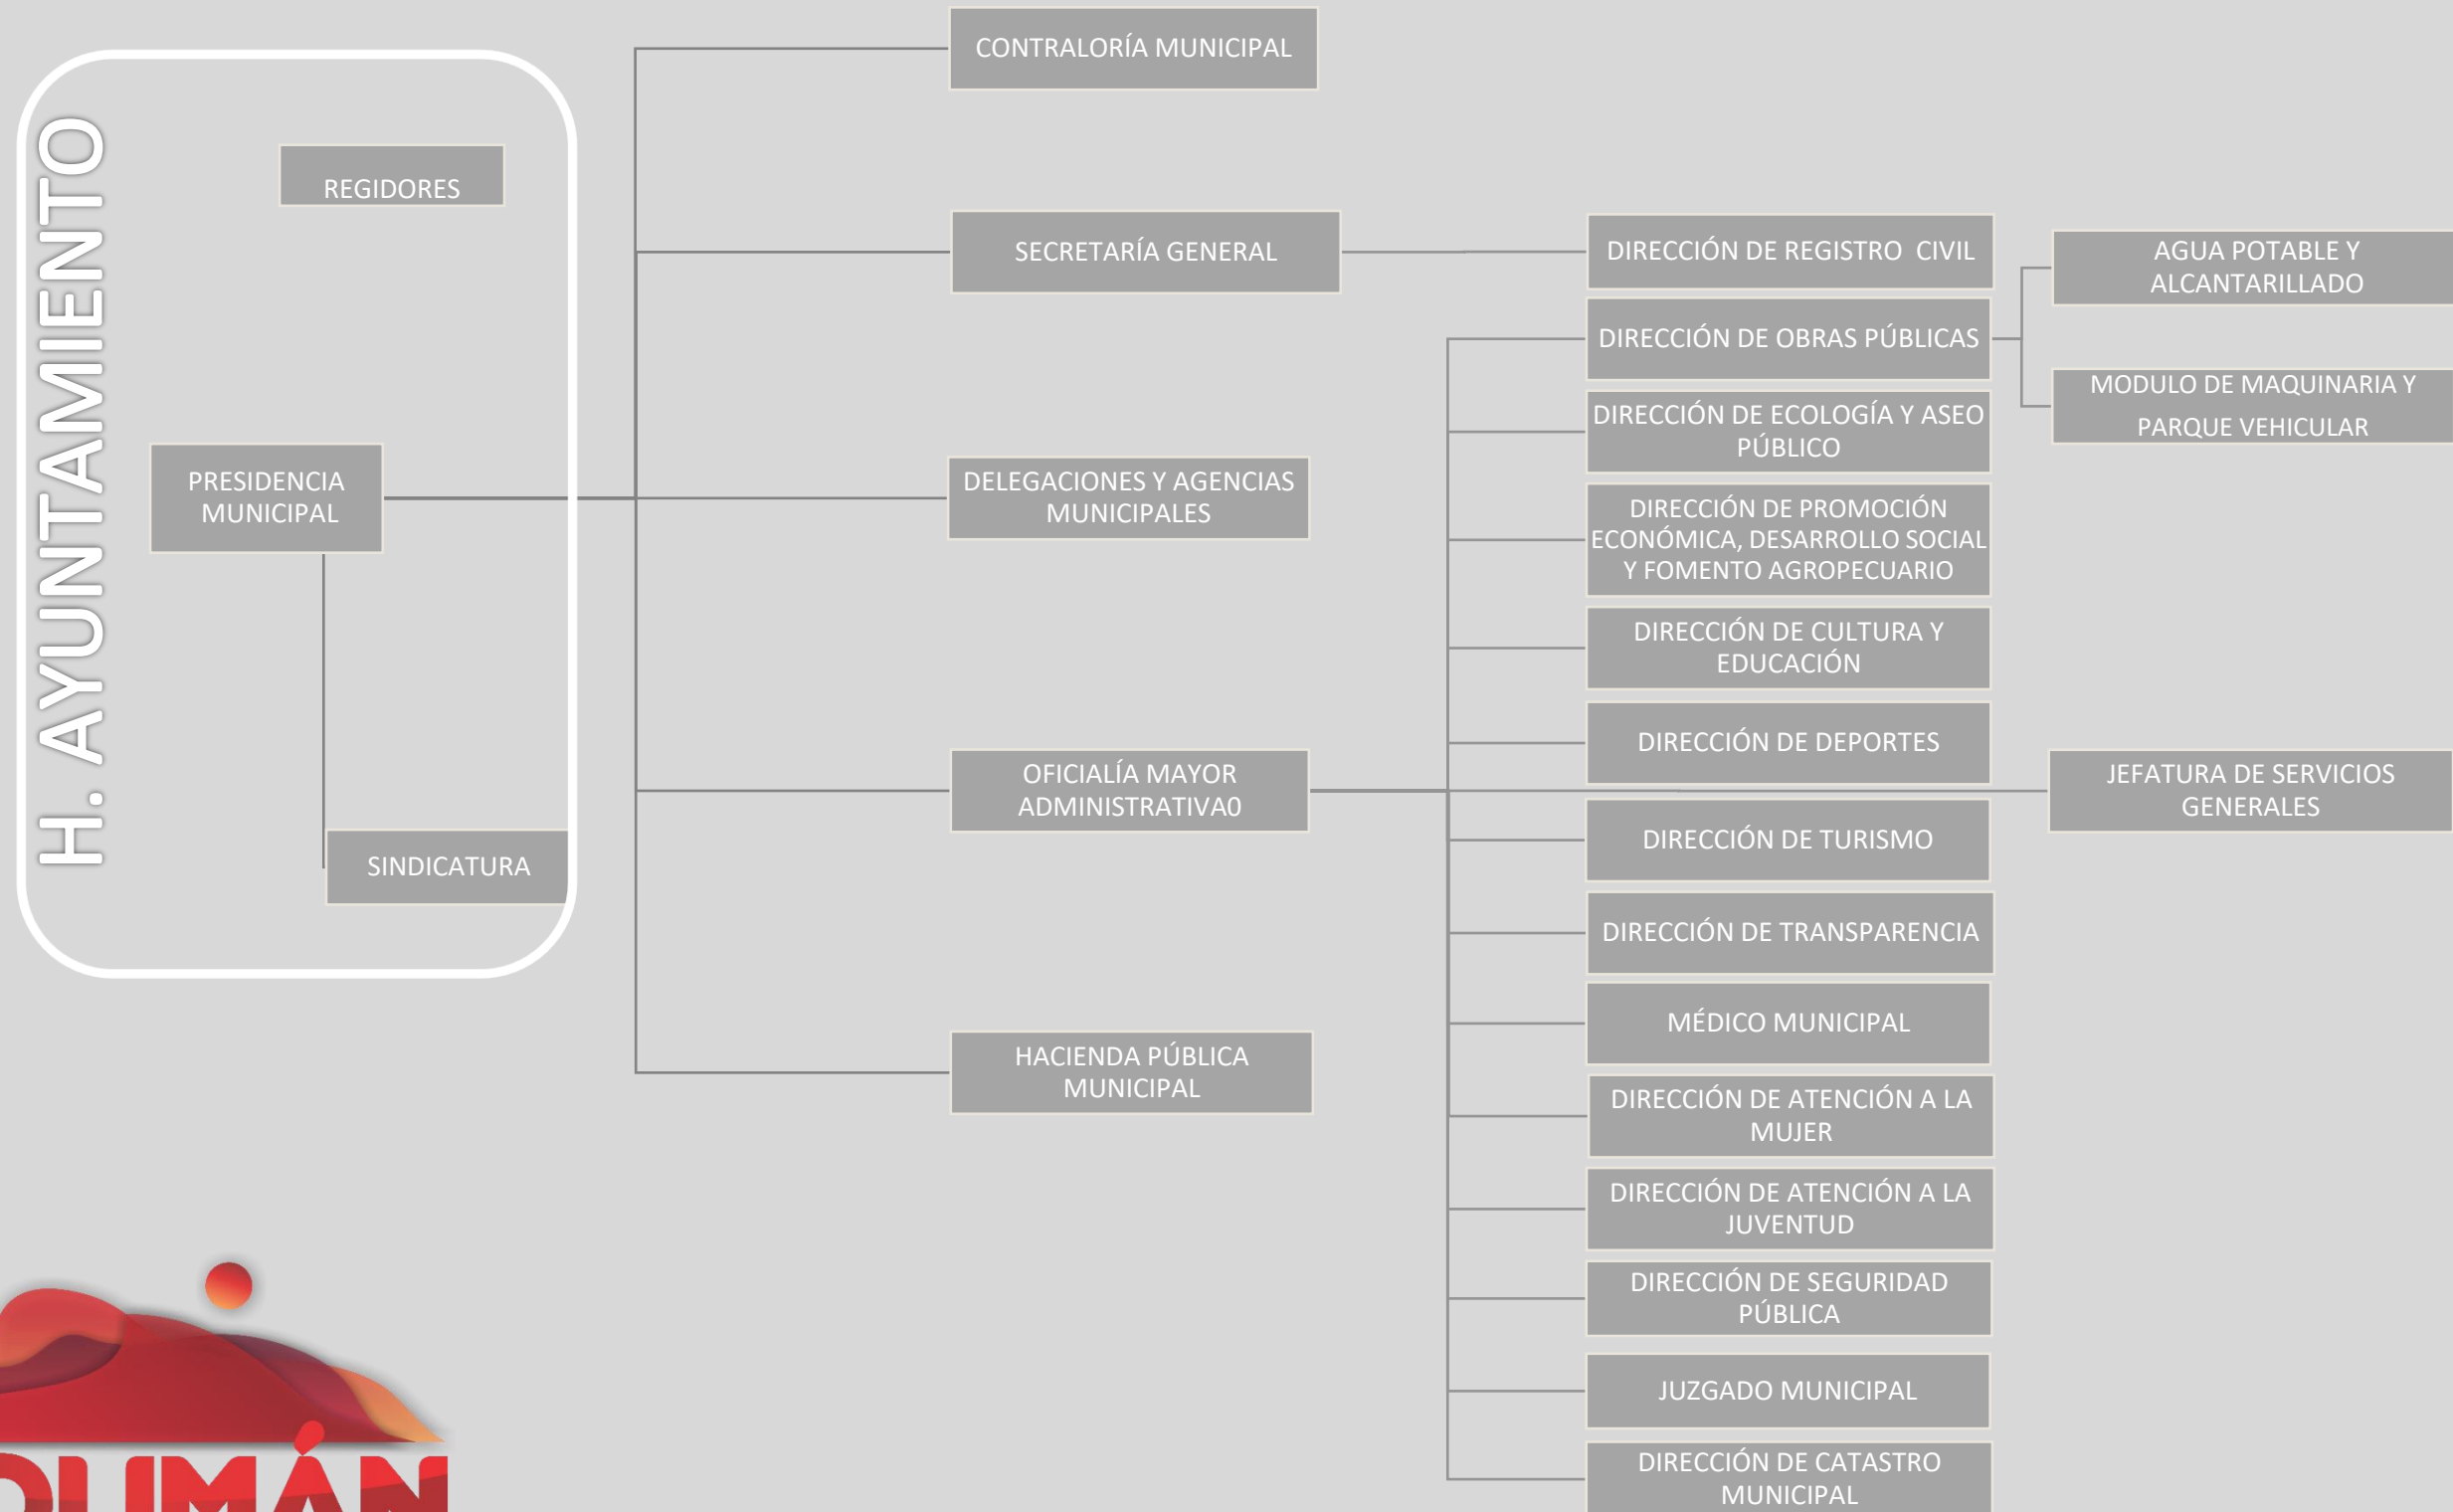 H. AYUNTAMIENTO
REGIDORES
PRESIDENCIA
MUNICIPAL
SINDICATURA
CONTRALORÍA MUNICIPAL
SECRETARÍA GENERAL
DELEGACIONES Y AGENCIAS
MUNICIPALES
OFICIALÍA MAYOR
ADMINISTRATIVA0
HACIENDA PÚBLICA
MUNICIPAL
DIRECCIÓN DE REGISTRO CIVIL
DIRECCIÓN DE OBRAS PÚBLICAS
DIRECCIÓN DE ECOLOGÍA Y ASEO
PÚBLICO
DIRECCIÓN DE PROMOCIÓN
ECONÓMICA, DESARROLLO SOCIAL
Y FOMENTO AGROPECUARIO
DIRECCIÓN DE CULTURA Y
EDUCACIÓN
DIRECCIÓN DE DEPORTES
DIRECCIÓN DE TURISMO
DIRECCIÓN DE TRANSPARENCIA
MÉDICO MUNICIPAL
DIRECCIÓN DE ATENCIÓN A LA
MUJER
DIRECCIÓN DE ATENCIÓN A LA
JUVENTUD
DIRECCIÓN DE SEGURIDAD
PÚBLICA
JUZGADO MUNICIPAL
DIRECCIÓN DE CATASTRO
MUNICIPAL
AGUA POTABLE Y
ALCANTARILLADO
MODULO DE MAQUINARIA Y
PARQUE VEHICULAR
JEFATURA DE SERVICIOS
GENERALES